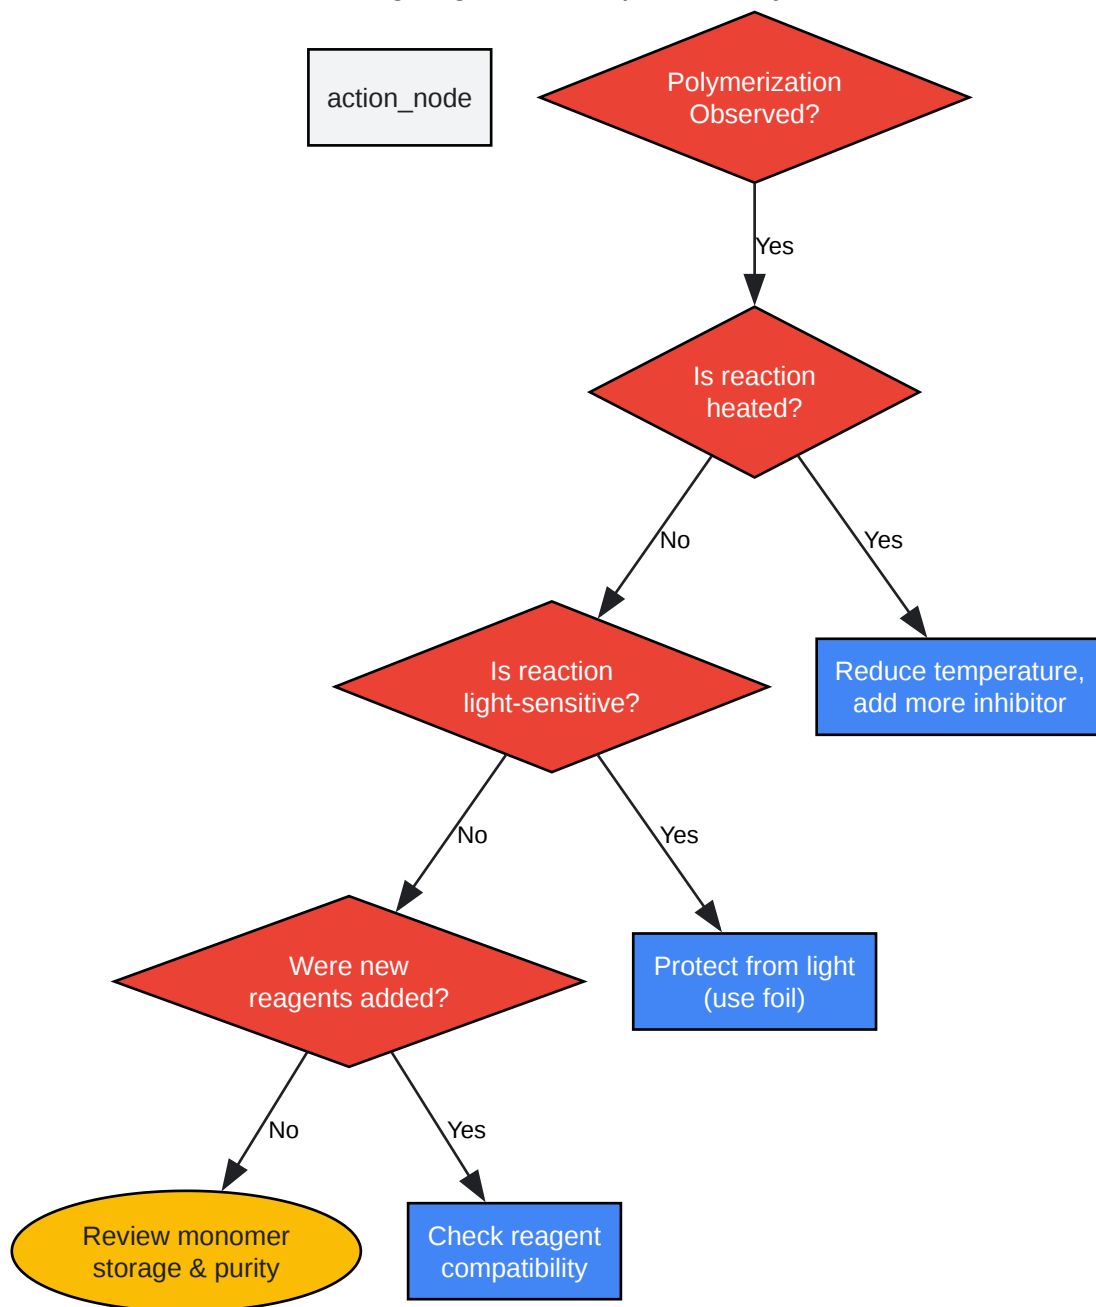 action_node
Polymerization
Observed?
Yes
Is reaction
heated?
No
Yes
Is reaction
light-sensitive?
Reduce temperature,
add more inhibitor
No
Yes
Were new
reagents added?
Protect from light
(use foil)
No
Yes
Review monomer
storage & purity
Check reagent
compatibility